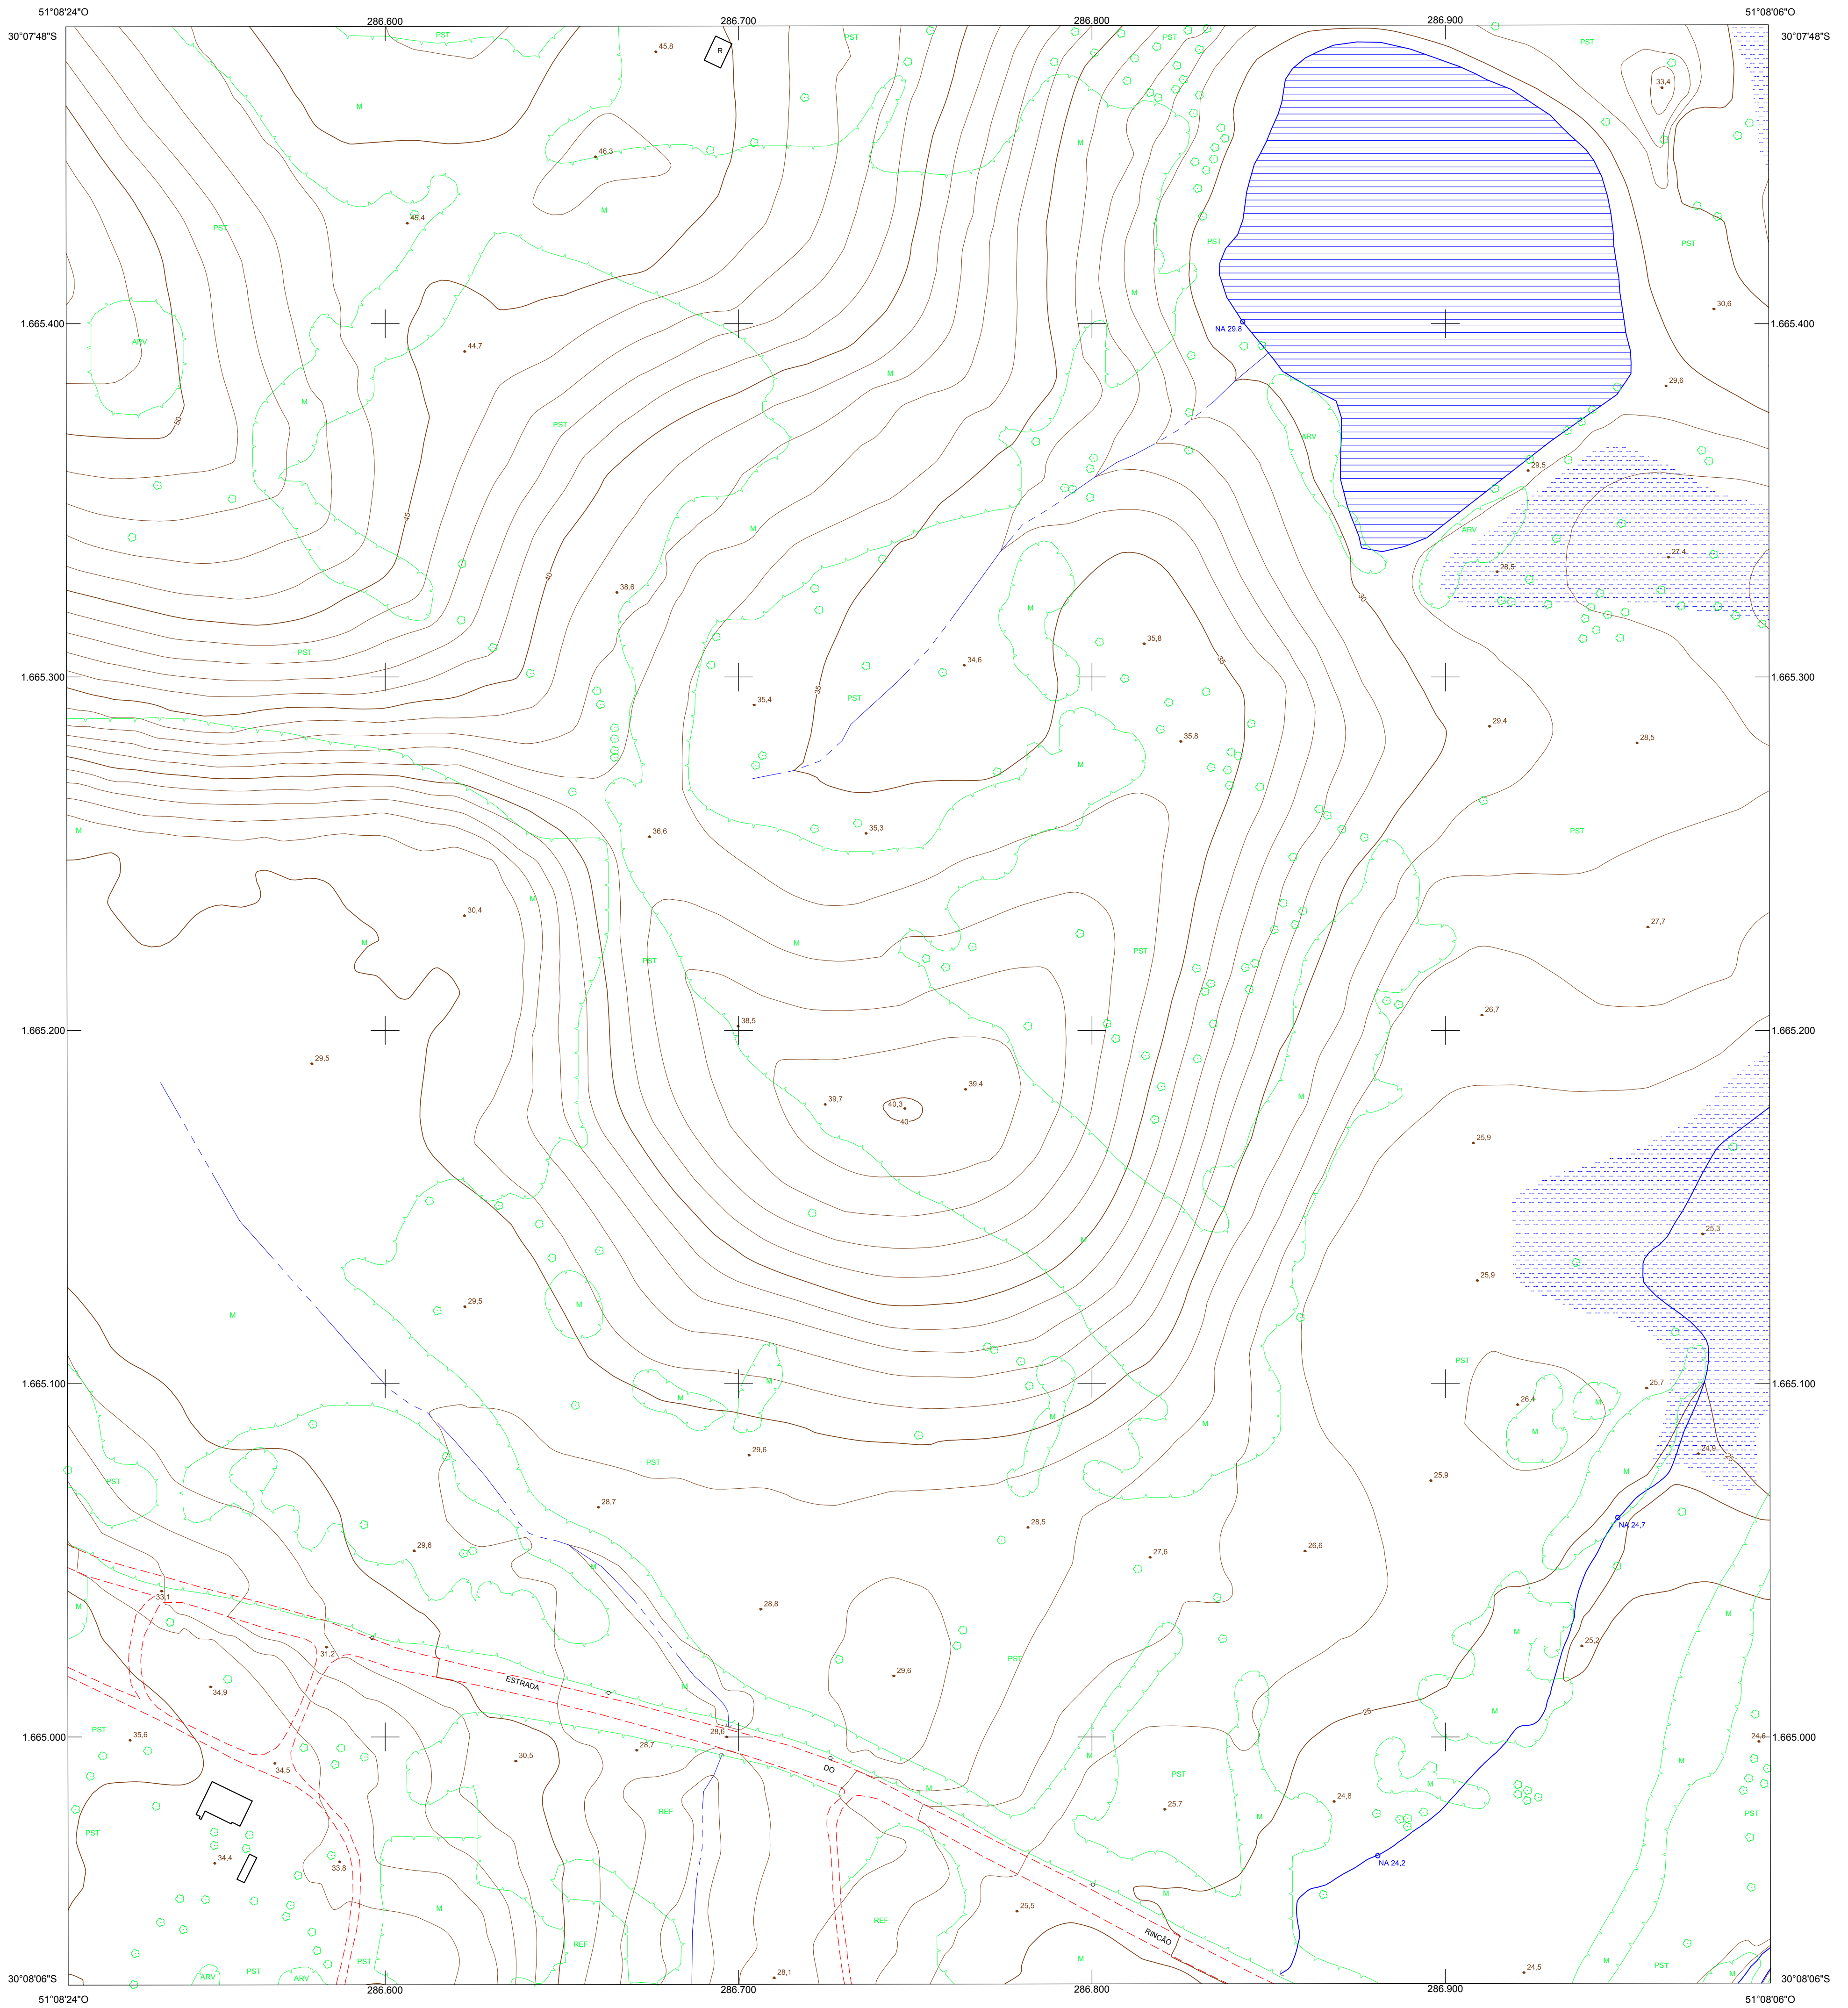 51°08'24"O
286.600
286.700
286.800
286.900
51°08'06"O
30°07'48"S
30°07'48"S
PST
PST
PST
PST
45,8
R
33,4
M
M
46,3
M
45,4
PST
PST
PST
M
30,6
1.665.400
NA 29,8
1.665.400
ARV
44,7
M
29,6
M
50
PST
ARV
29,5
45
M
ARV
27,4
28,5
40
38,6
30
M
35,8
PST
34,6
35
1.665.300
35
1.665.300
PST
35,4
29,4
35,8
28,5
M
M
36,6
35,3
PST
M
30,4
27,7
M
M
PST
PST
26,7
1.665.200
38,5
1.665.200
29,5
39,4
39,7
40,3
M
40
25,9
25,3
M
25,9
29,5
M
M
PST
1.665.100
M
25,7
1.665.100
M
26,4
M
M
M
M
29,6
24,9
25
PST
PST
M
25,9
28,7
28,5
NA 24,7
29,6
27,6
26,6
M
33,1
28,8
M
M
M
31,2
25,2
PST
34,9
ESTRADA
M
29,6
M
25
PST
35,6
28,6
24,6
1.665.000
1.665.000
30,5
28,7
M
M
34,5
DO
PST
M
M
25,7
24,8
REF
M
PST
PST
34,4
33,8
NA 24,2
M
M
25,5
REF
RINCÃO
REF
PST
M
M
PST
ARV
PST
ARV
28,1
24,5
M
30°08'06"S
30°08'06"S
51°08'24"O
286.600
286.700
286.800
286.900
51°08'06"O